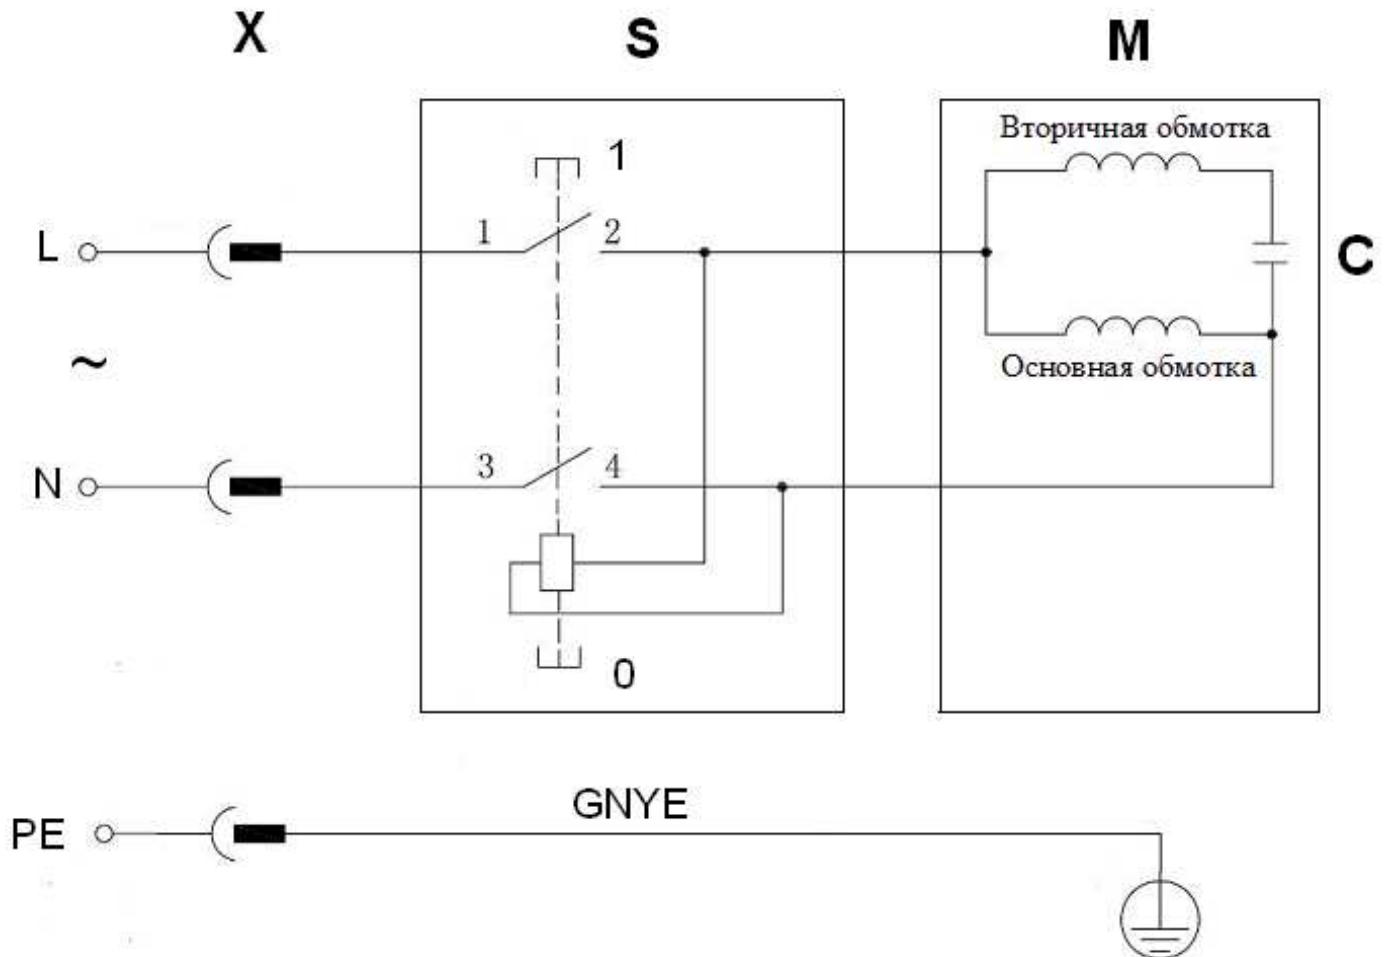 X S M
Вторичная обмотка
1
L 1 2 C
~
Основная обмотка
N 3 4
0
GNYE
PE